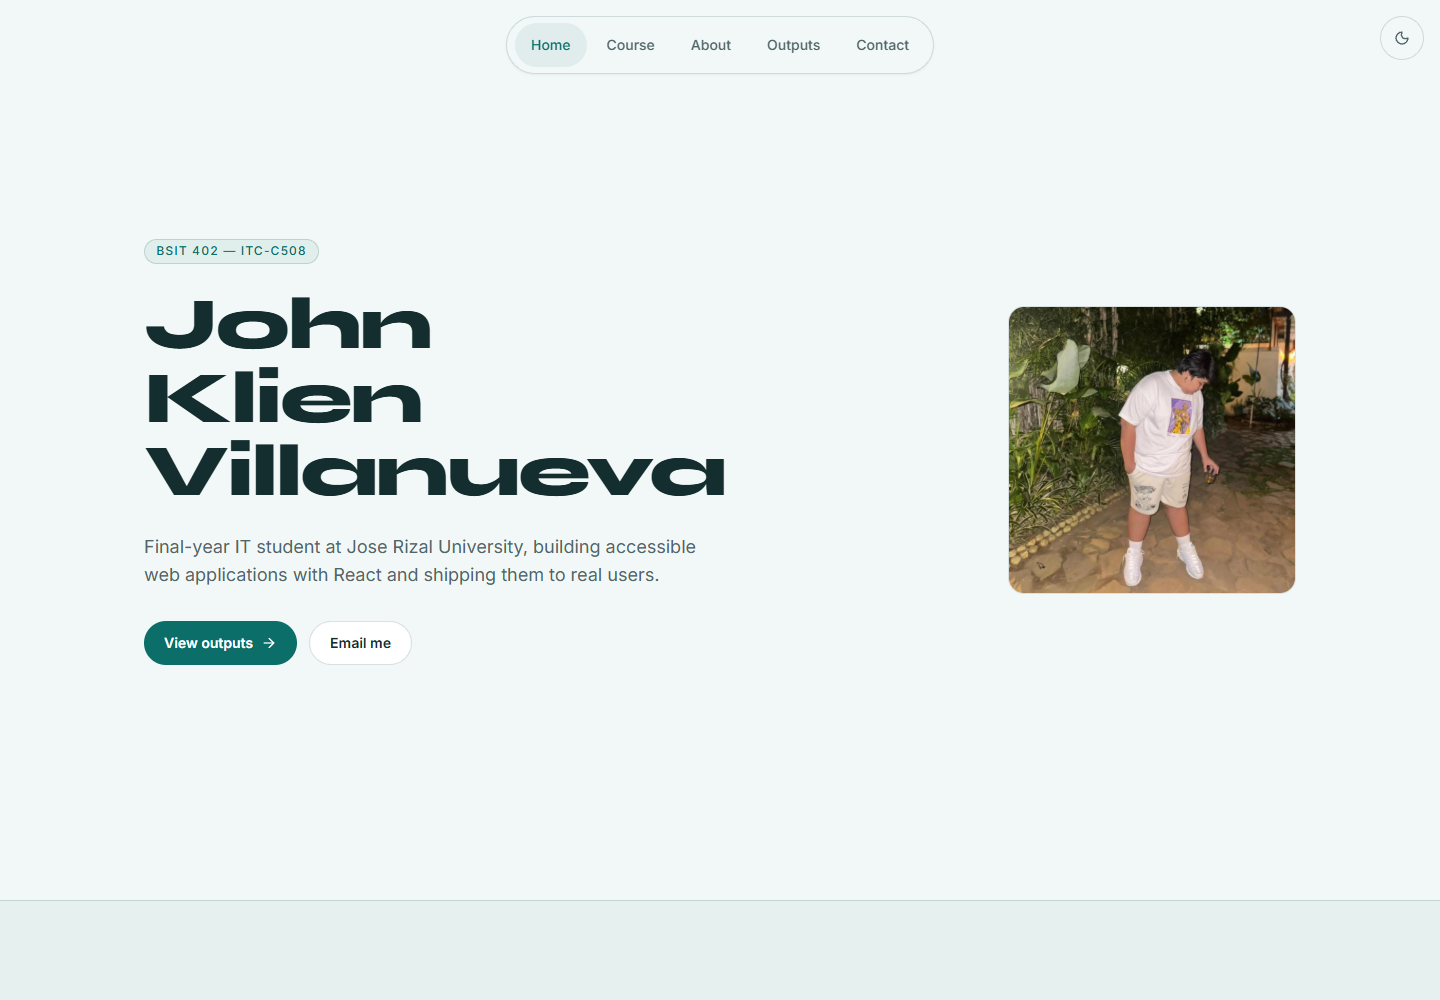 Home
Course
About
Outputs
Contact
BSIT 402 — ITC-C508
John
Klien
Villanueva
Final-year IT student at Jose Rizal University, building accessible
web applications with React and shipping them to real users.
View outputs
Email me